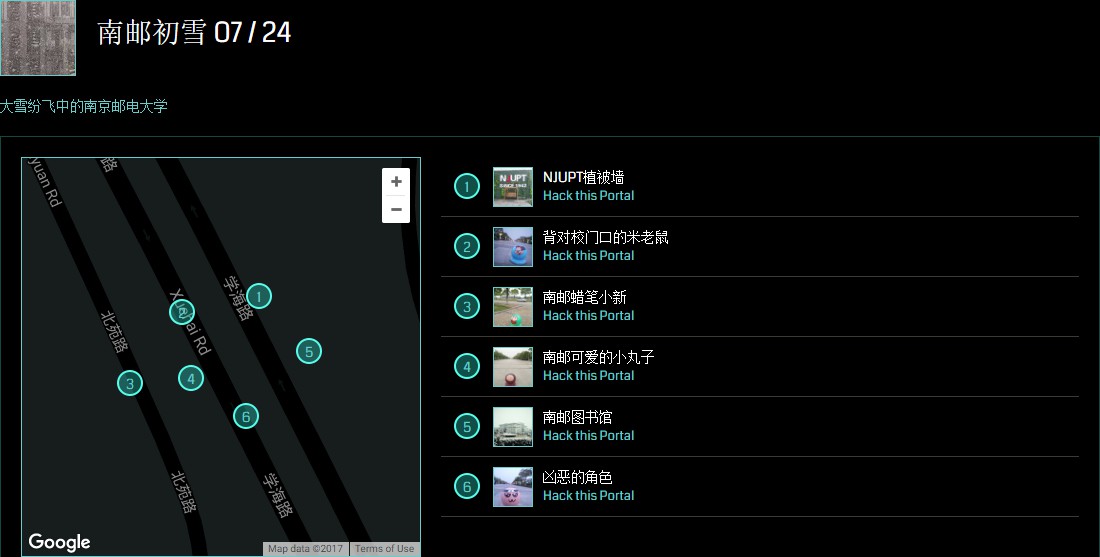 南邮初雪 07 / 24
大雪纷飞中的南京邮电大学
yuan Rd
路
学海路
北苑路
1
2
5
3
4
6
北苑路
学海路
+
−
Google
Map data ©2017
Terms of Use
1
NJUPT植被墙
Hack this Portal
2
背对校门口的米老鼠
Hack this Portal
3
南邮蜡笔小新
Hack this Portal
4
南邮可爱的小丸子
Hack this Portal
5
南邮图书馆
Hack this Portal
6
凶恶的角色
Hack this Portal